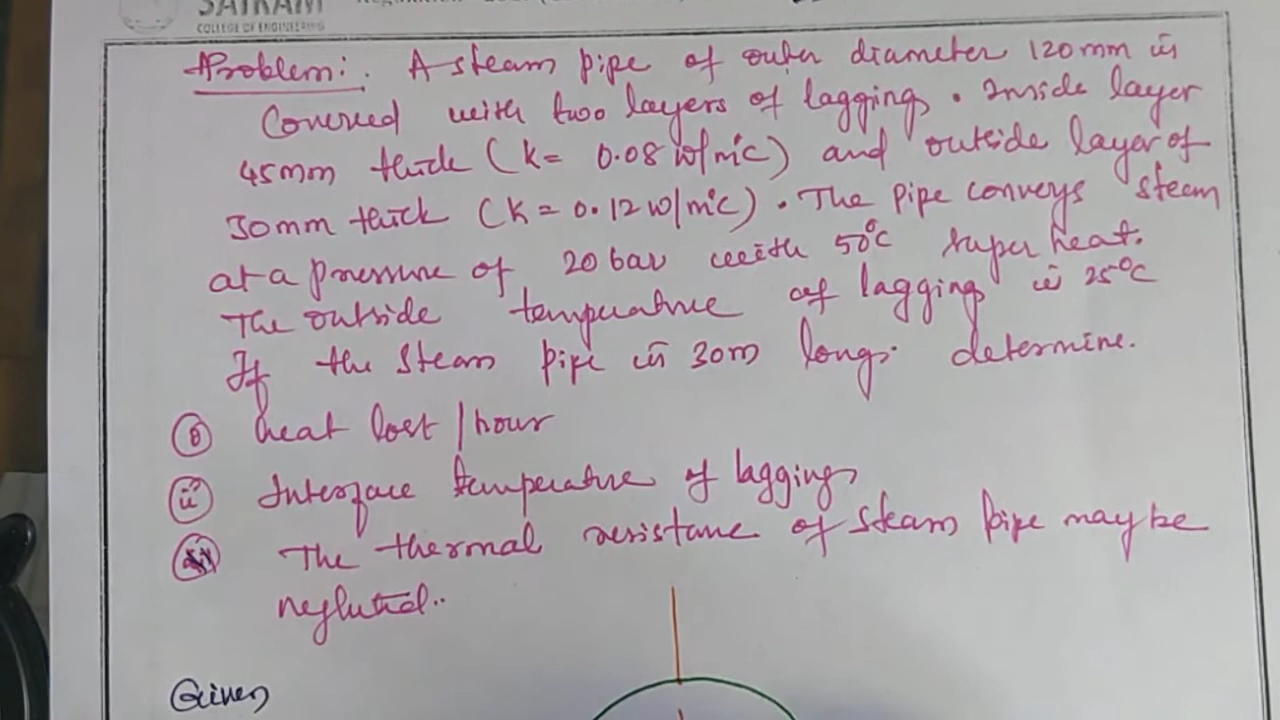 SAIRAM
COLLEGE OF ENGINEERING
Problem:. A steam pipe of outer diameter 120mm is
Covered with two layers of lagging. Inside layer
45mm thick (k= 0.08 w/m°c) and outside layer of
30mm thick (k = 0.12 w/m°c). The pipe conveys steam
at a pressure of 20 bar with 50°C super heat.
The outside temperature of lagging is 25°C
If the steam pipe is 30m long. determine.
(i) heat lost / hour
(ii) Interface temperature of lagging
The thermal resistance of steam pipe may be
neglected..
Given